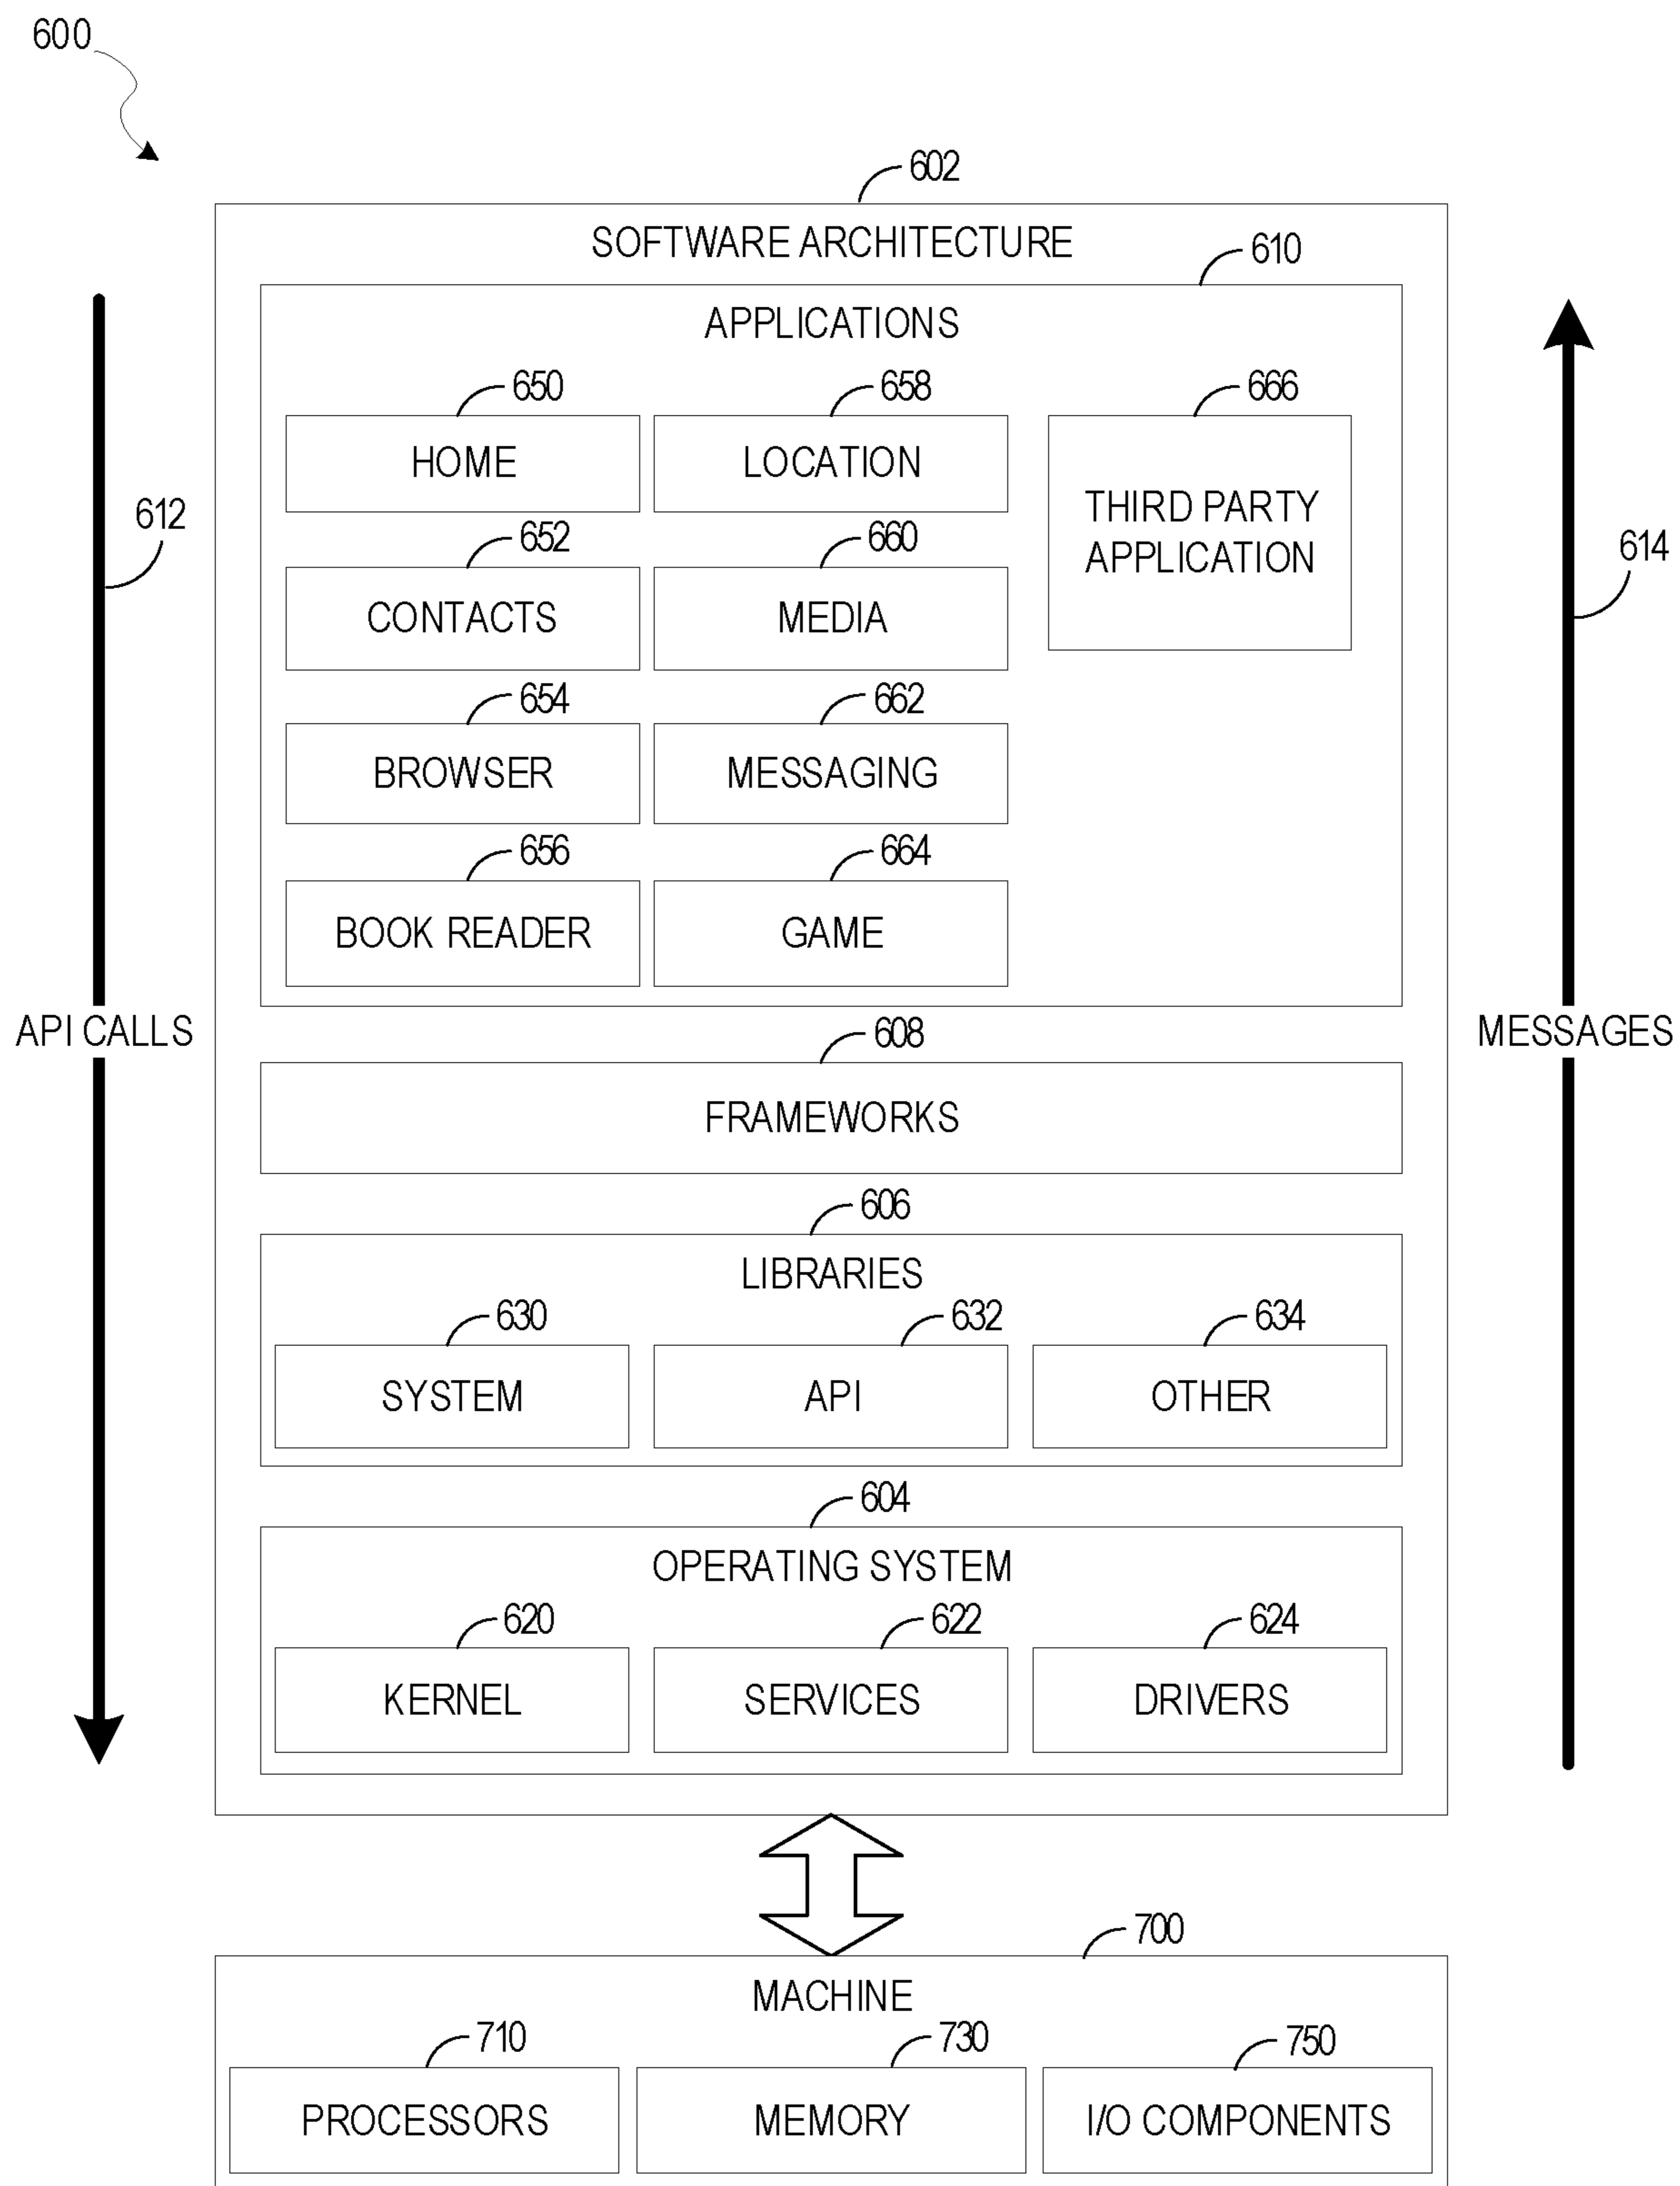 600
602
SOFTWARE ARCHITECTURE
610
APPLICATIONS
650
658
666
HOME
LOCATION
THIRD PARTY
APPLICATION
612
652
660
614
CONTACTS
MEDIA
654
662
BROWSER
MESSAGING
656
664
BOOK READER
GAME
API CALLS
MESSAGES
608
FRAMEWORKS
606
LIBRARIES
630
632
634
SYSTEM
API
OTHER
604
OPERATING SYSTEM
620
622
624
KERNEL
SERVICES
DRIVERS
700
MACHINE
710
730
750
PROCESSORS
MEMORY
I/O COMPONENTS